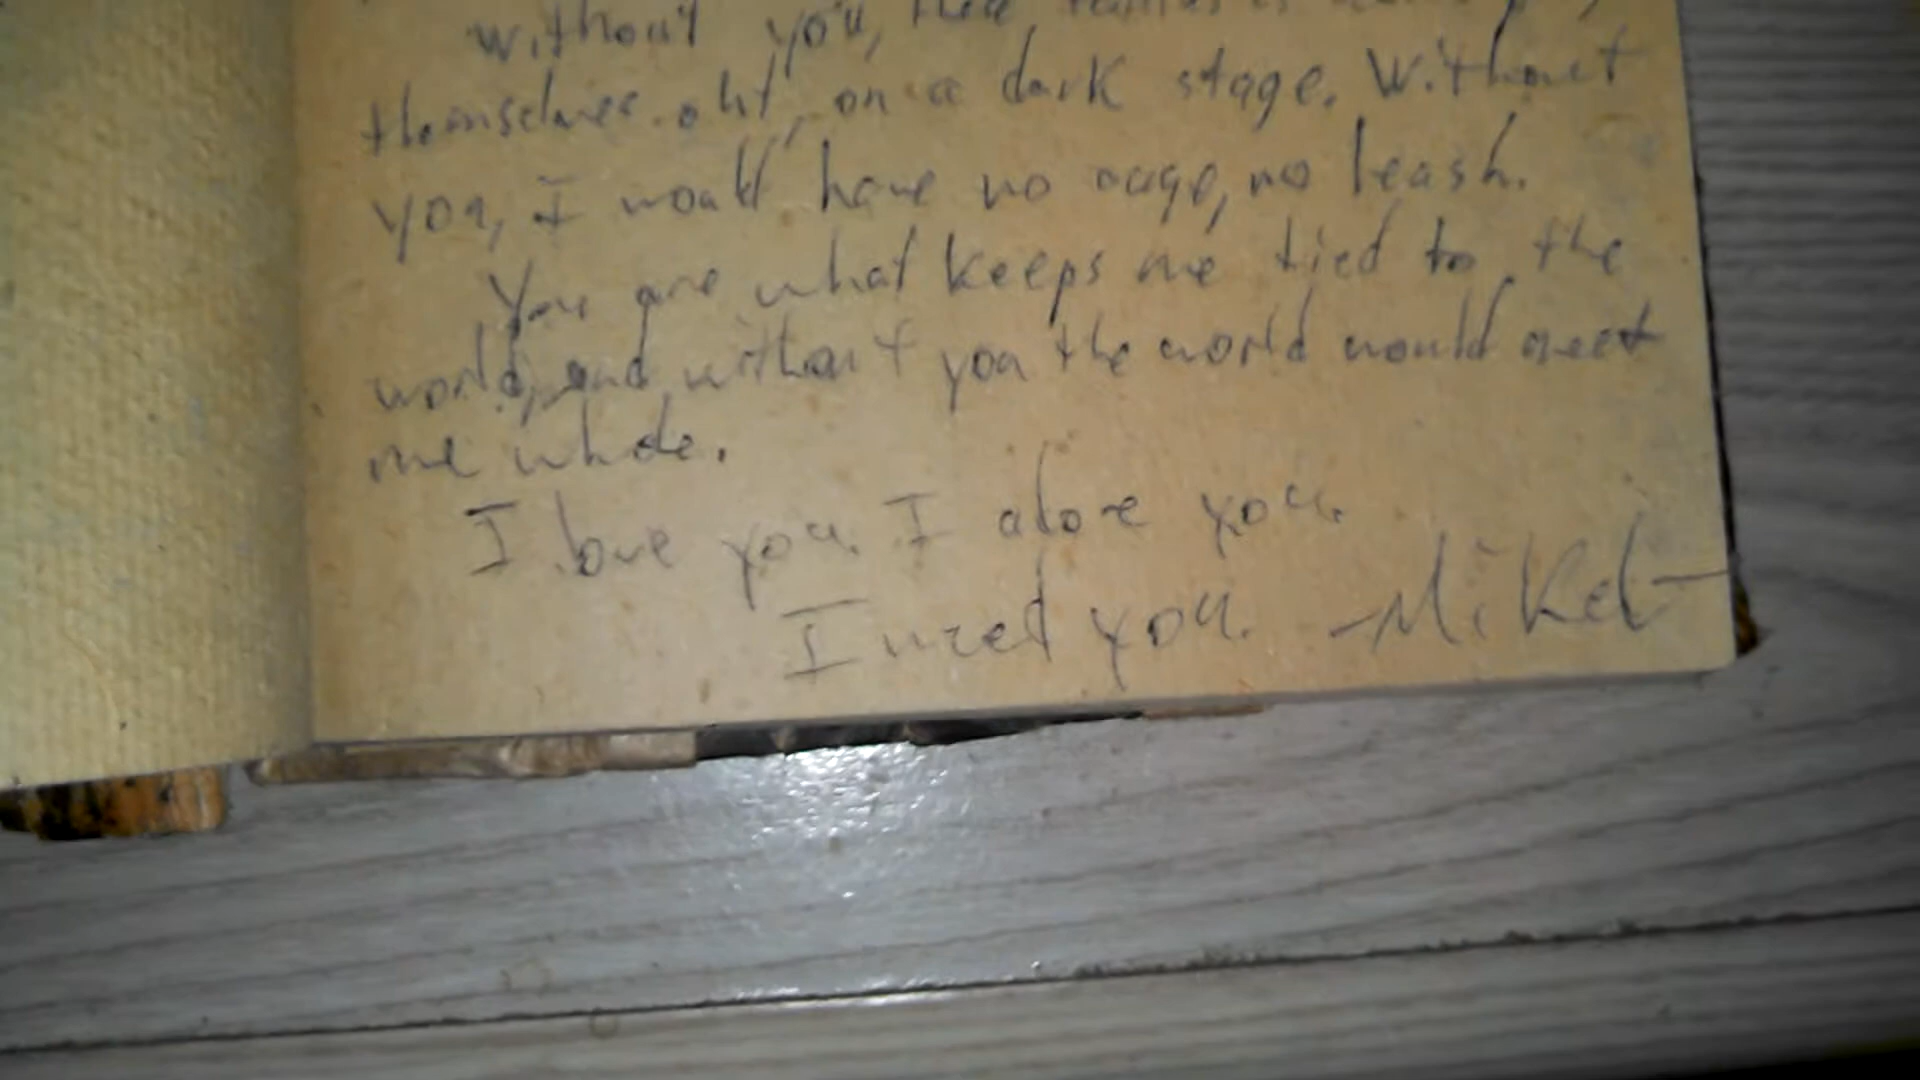 without you,
themselves out, on a dark stage. Without
you, I would have no cage, no leash.
You are what keeps me tied to the
world, and without you the world would meet
me whole.
I love you. I adore you.
I need you. -Mikel-